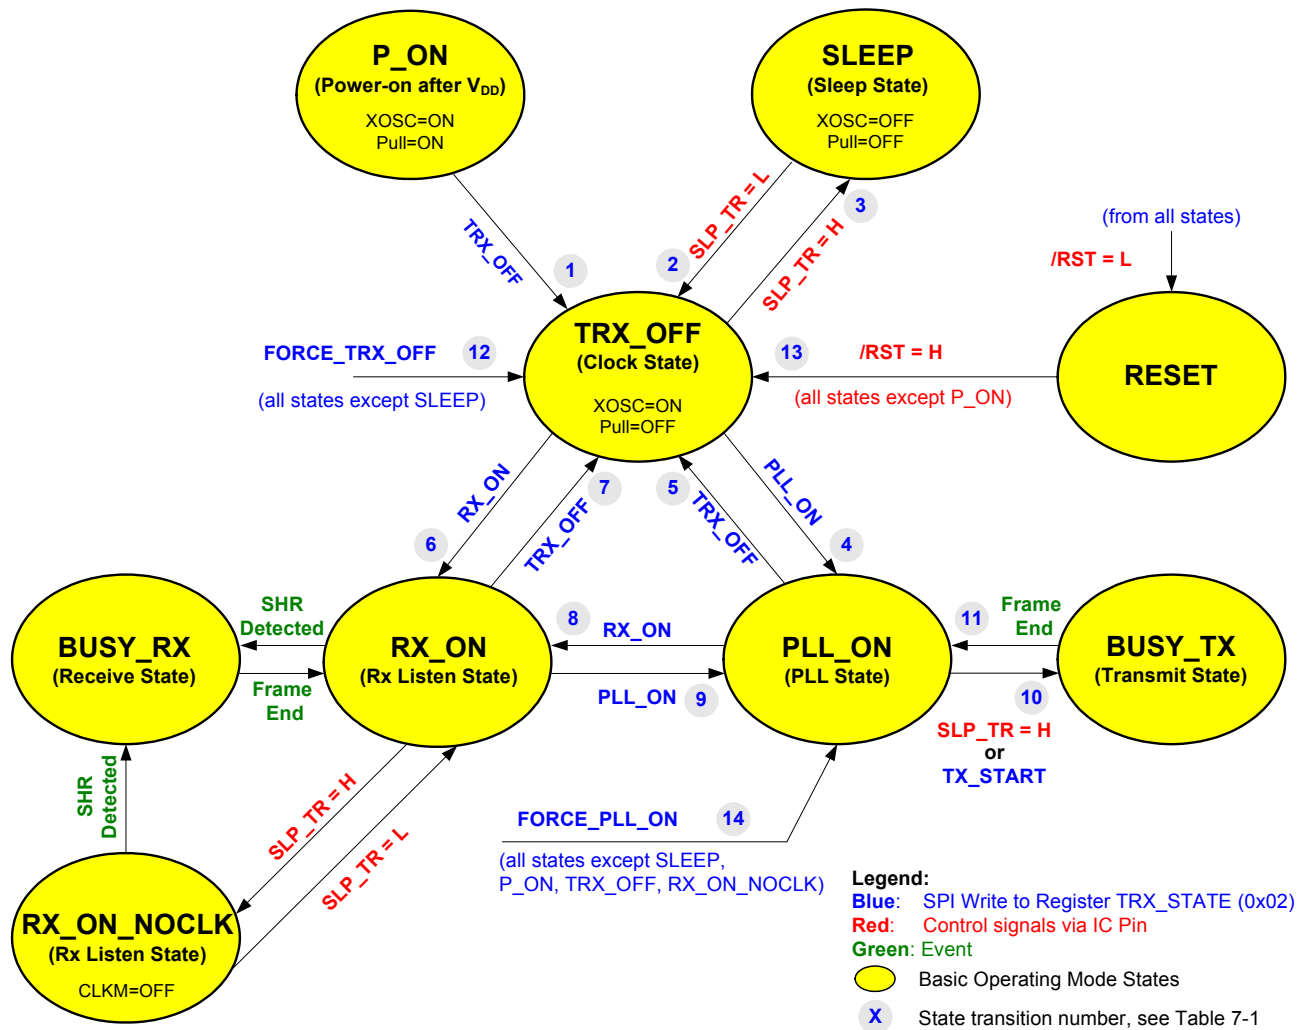 P_ON
(Power-on after VDD)
XOSC=ON
Pull=ON
SLEEP
(Sleep State)
XOSC=OFF
Pull=OFF
TRX_OFF
1
2
SLP_TR = L
SLP_TR = H
3
(from all states)
/RST = L
RESET
FORCE_TRX_OFF
12
(all states except SLEEP)
TRX_OFF
(Clock State)
XOSC=ON
Pull=OFF
/RST = H
13
(all states except P_ON)
6
RX_ON
7
TRX_OFF
5
TRX_OFF
PLL_ON
4
BUSY_RX
(Receive State)
SHR
Detected
Frame
End
RX_ON
(Rx Listen State)
8
RX_ON
PLL_ON
9
PLL_ON
(PLL State)
11
Frame
End
10
SLP_TR = H
or
TX_START
BUSY_TX
(Transmit State)
SHR
Detected
SLP_TR = H
SLP_TR = L
FORCE_PLL_ON
14
(all states except SLEEP,
P_ON, TRX_OFF, RX_ON_NOCLK)
RX_ON_NOCLK
(Rx Listen State)
CLKM=OFF
Legend:
Blue: SPI Write to Register TRX_STATE (0x02)
Red: Control signals via IC Pin
Green: Event
Basic Operating Mode States
X State transition number, see Table 7-1